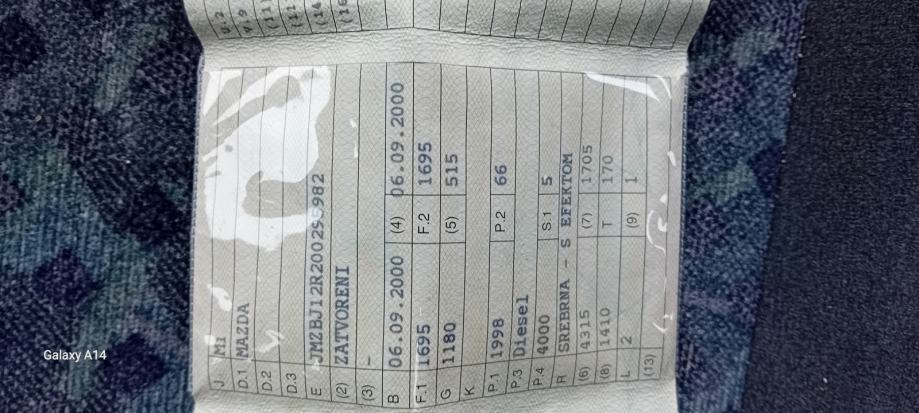 J. M1
D.1 MAZDA
D.2
D.3
E JMZBJ12R200295982
(2) ZATVORENI
(3) -
B 06.09.2000 (4) 06.09.2000
F.1 1695 F.2 1695
G 1180 (5) 515
K
P.1 1998 P.2 66
P.3 Diesel
P.4 4000 S.1 5
R SREBRNA - S EFEKTOM
(6) 4315 (7) 1705
(8) 1410 T 170
L 2 (9) 1
(13)
Galaxy A14